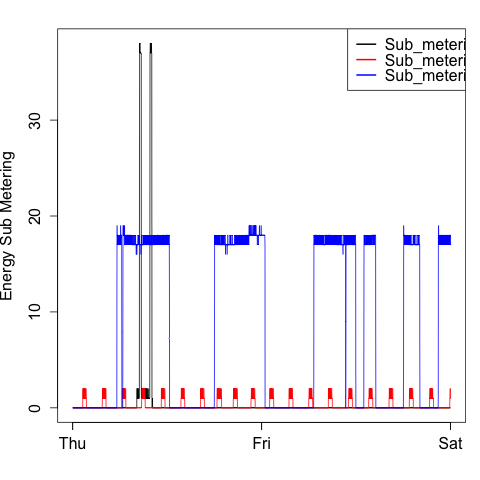 Sub_meteri
Sub_meteri
Sub_meteri
Energy Sub Metering
30
20
10
0
Thu Fri Sat